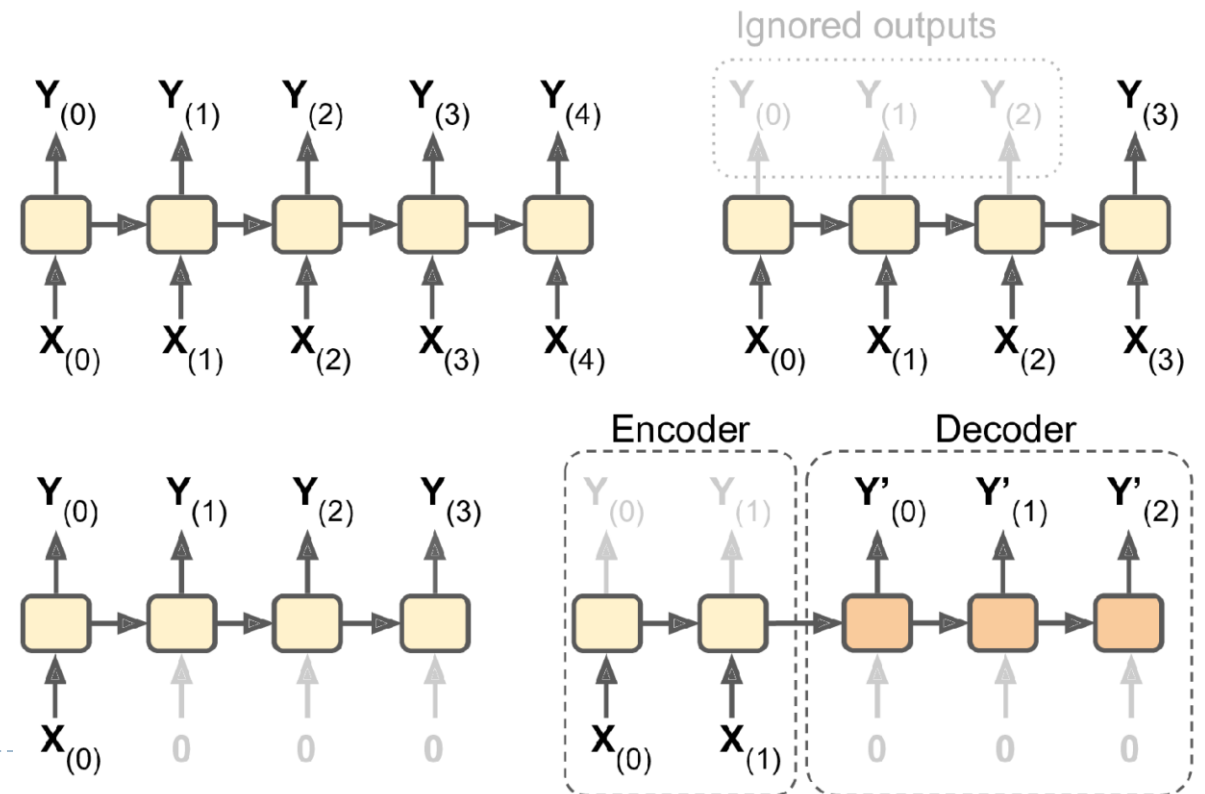 Ignored outputs
Y(0) Y(1) Y(2) Y(3) Y(4)
Y(0) Y(1) Y(2) Y(3)
X(0) X(1) X(2) X(3) X(4)
X(0) X(1) X(2) X(3)
Encoder
Decoder
Y(0) Y(1) Y(2) Y(3)
Y(0) Y(1)
Y'(0) Y'(1) Y'(2)
X(0) 0 0 0
X(0) X(1)
0 0 0